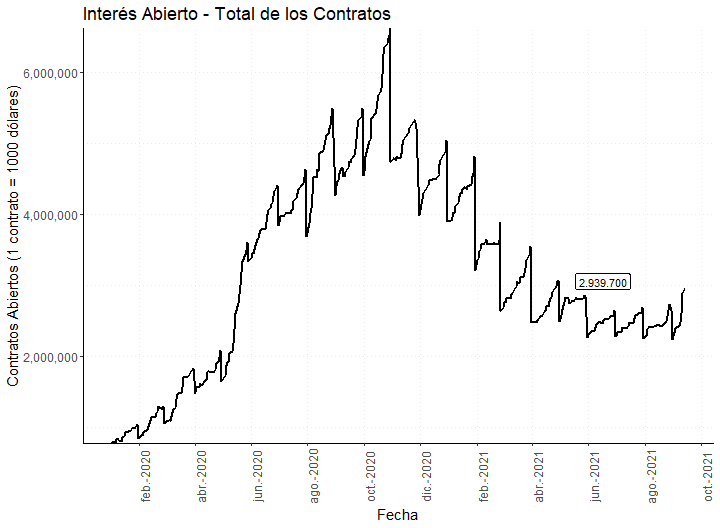 Interés Abierto - Total de los Contratos
Contratos Abiertos (1 contrato = 1000 dólares)
6,000,000
4,000,000
2,000,000
2.939.700
feb.-2020
abr.-2020
jun.-2020
ago.-2020
oct.-2020
dic.-2020
feb.-2021
abr.-2021
jun.-2021
ago.-2021
oct.-2021
Fecha